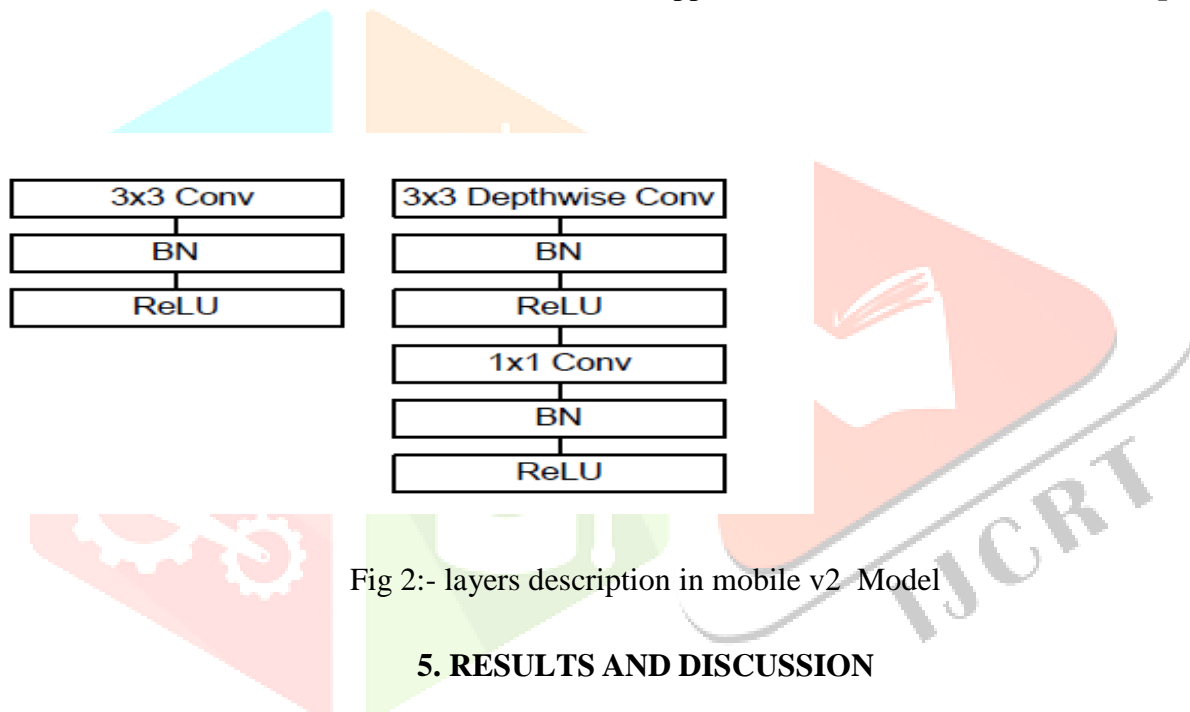 3x3 Conv
BN
ReLU
3x3 Depthwise Conv
BN
ReLU
1x1 Conv
BN
ReLU
IJCRT
Fig 2:- layers description in mobile v2 Model
5. RESULTS AND DISCUSSION